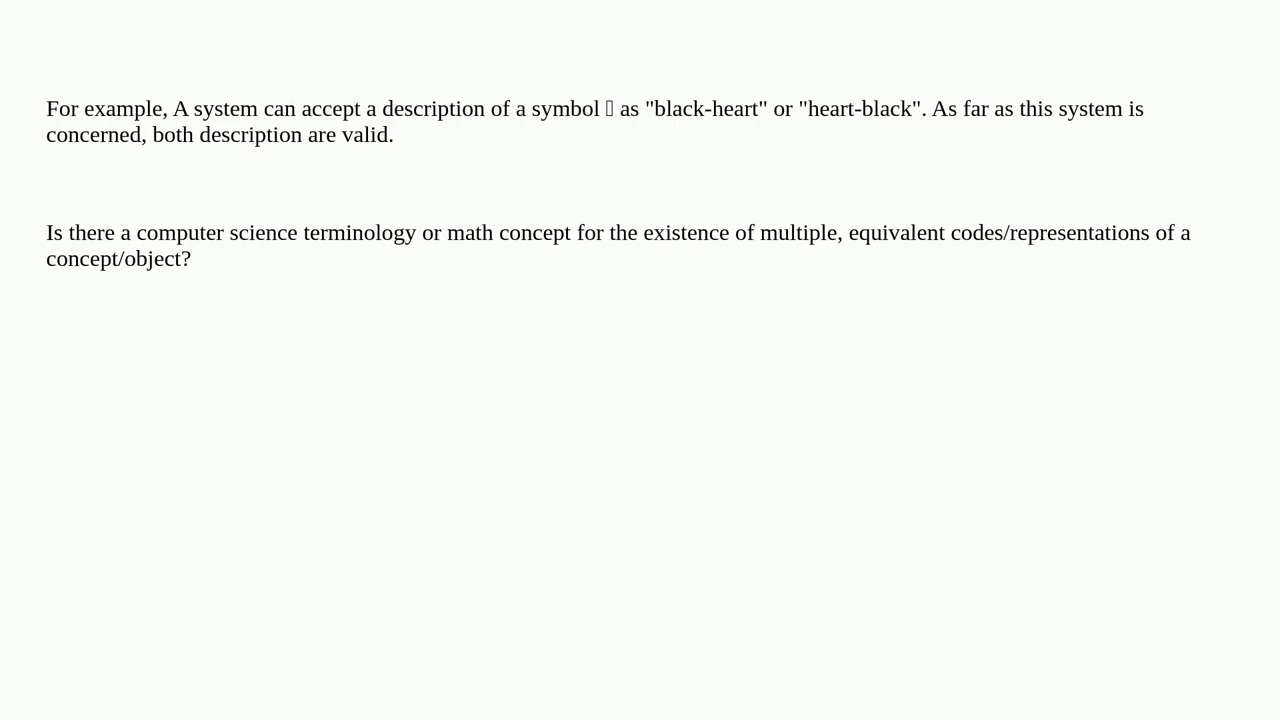 For example, A system can accept a description of a symbol ▯ as "black-heart" or "heart-black". As far as this system is
concerned, both description are valid.
Is there a computer science terminology or math concept for the existence of multiple, equivalent codes/representations of a
concept/object?